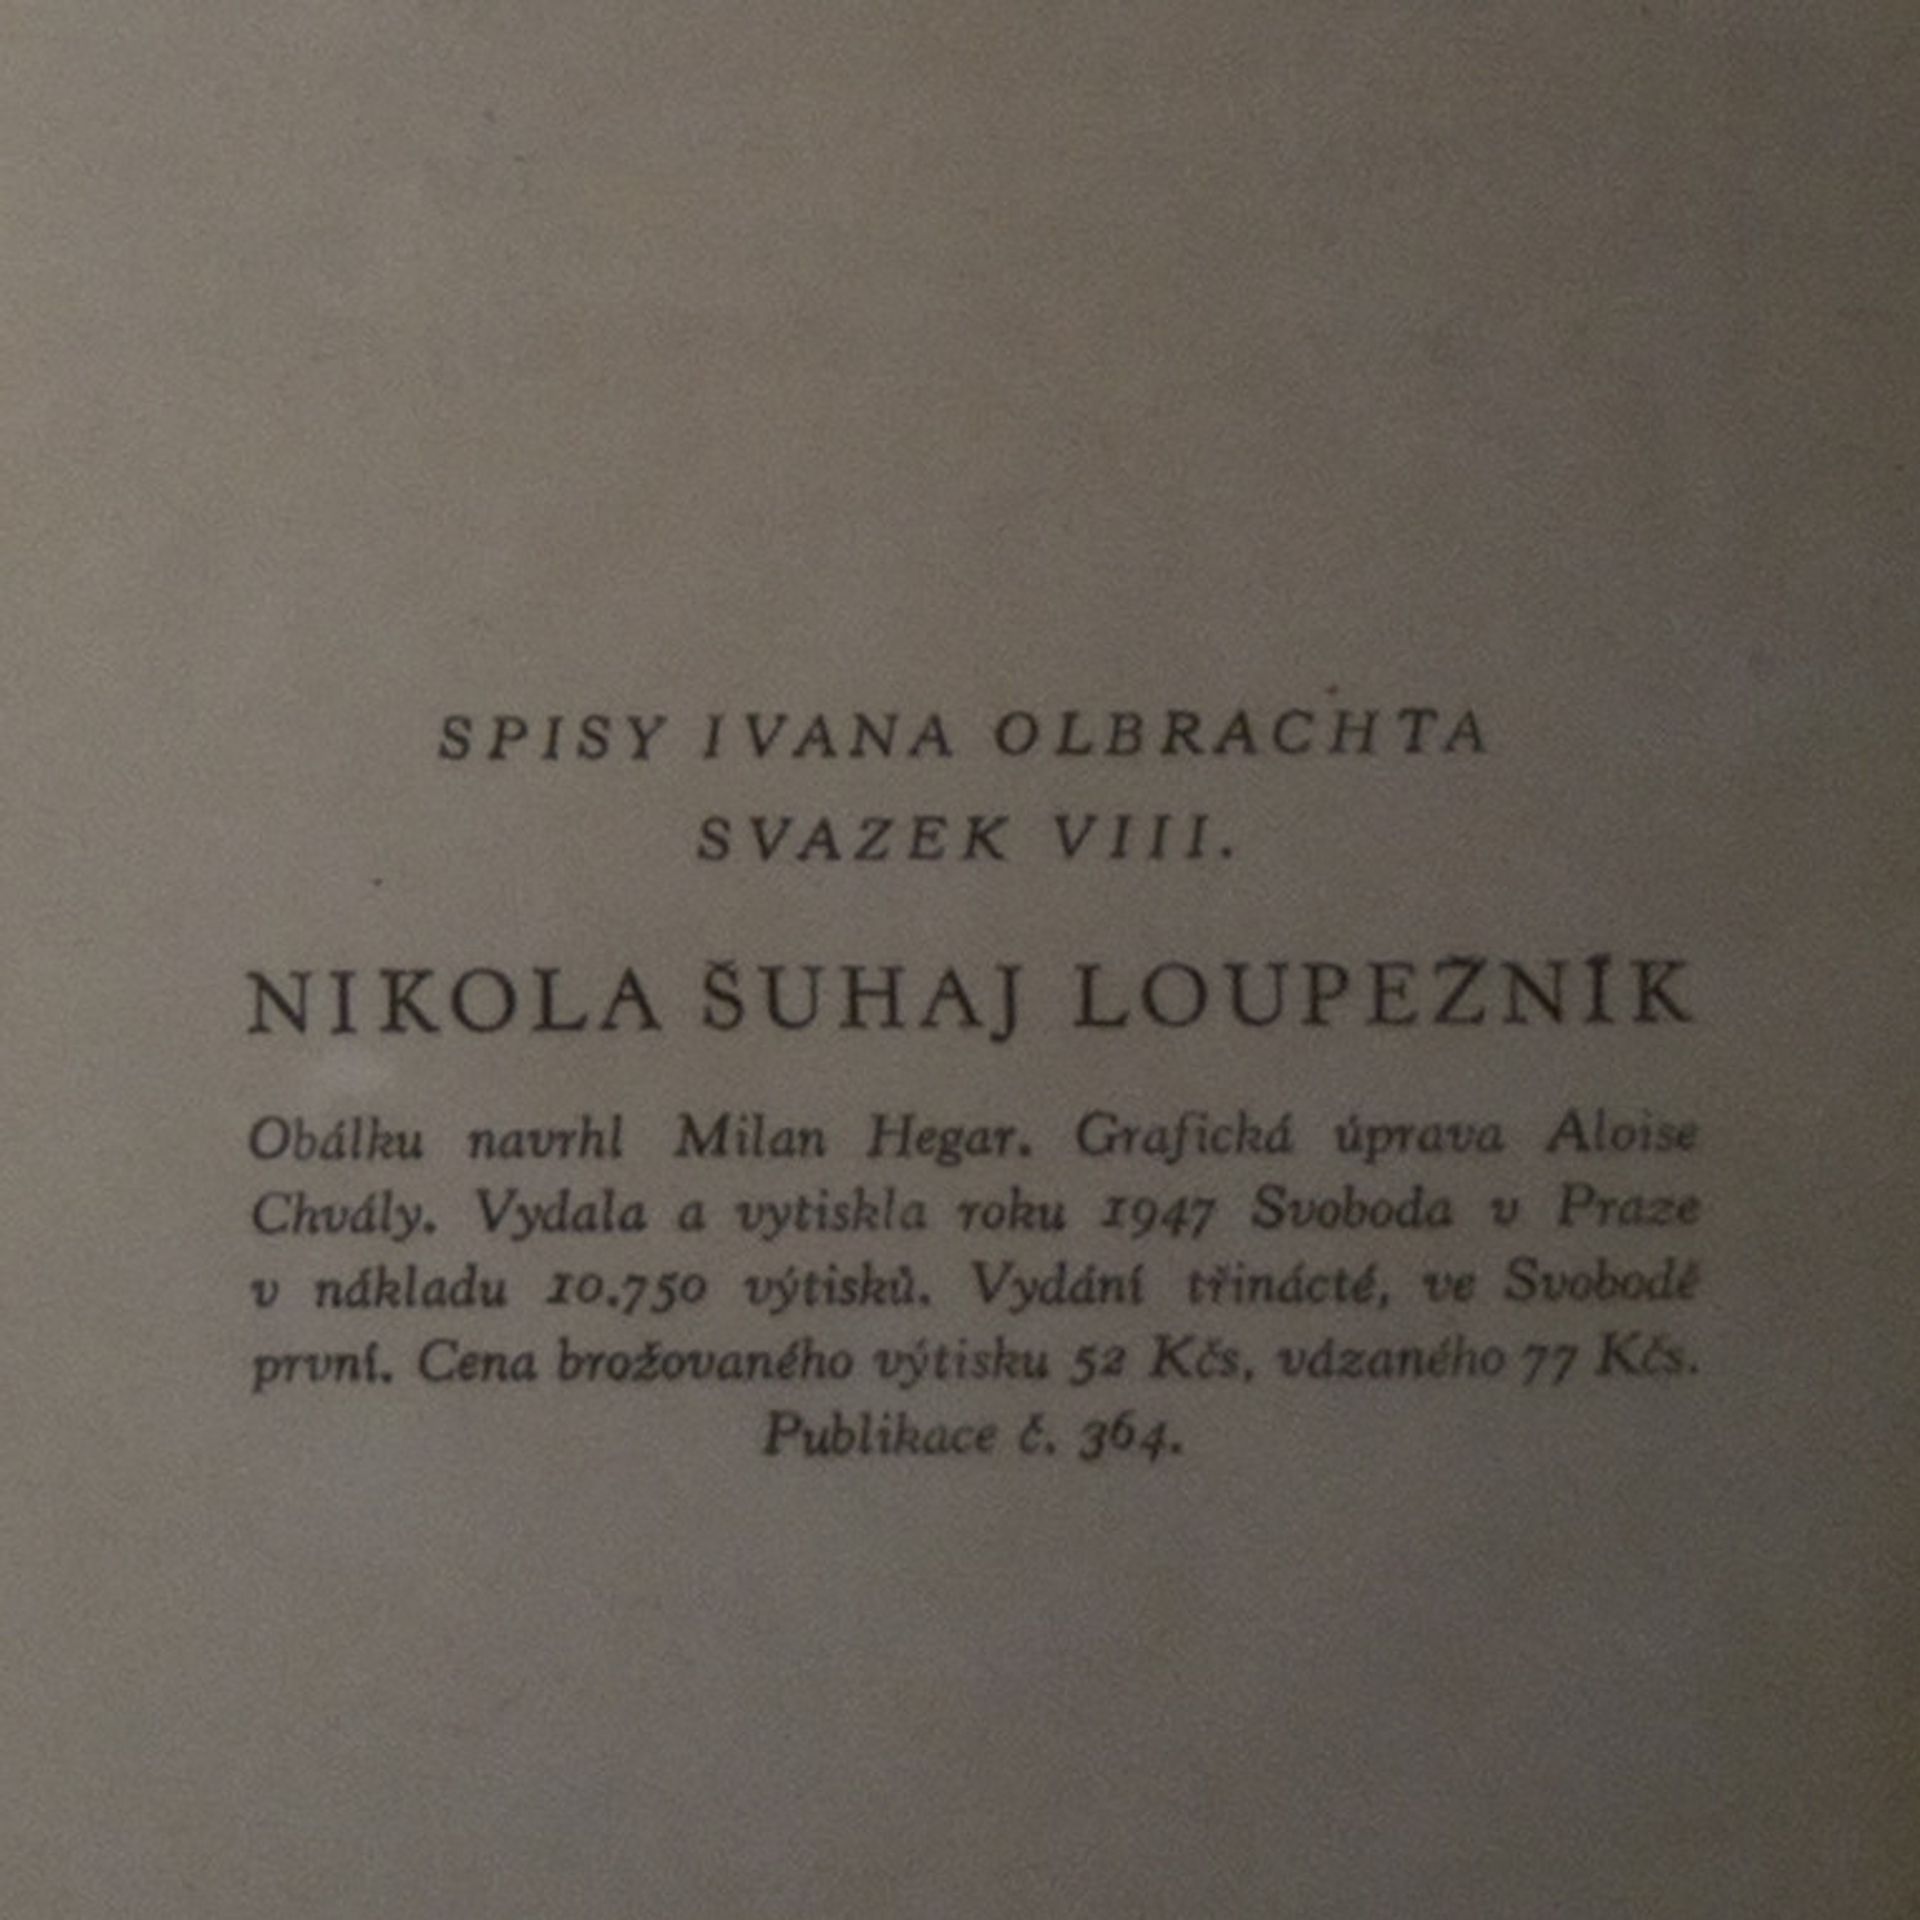 SPISY IVANA OLBRACHTA
SVAZEK VIII.
NIKOLA ŠUHAJ LOUPEŽNÍK
Obálku navrhl Milan Hegar. Grafická úprava Aloise
Chvály. Vydala a vytiskla roku 1947 Svoboda v Praze
v nákladu 10.750 výtisků. Vydání třinácté, ve Svobodě
první. Cena brožovaného výtisku 52 Kčs, vázaného 77 Kčs.
Publikace č. 364.